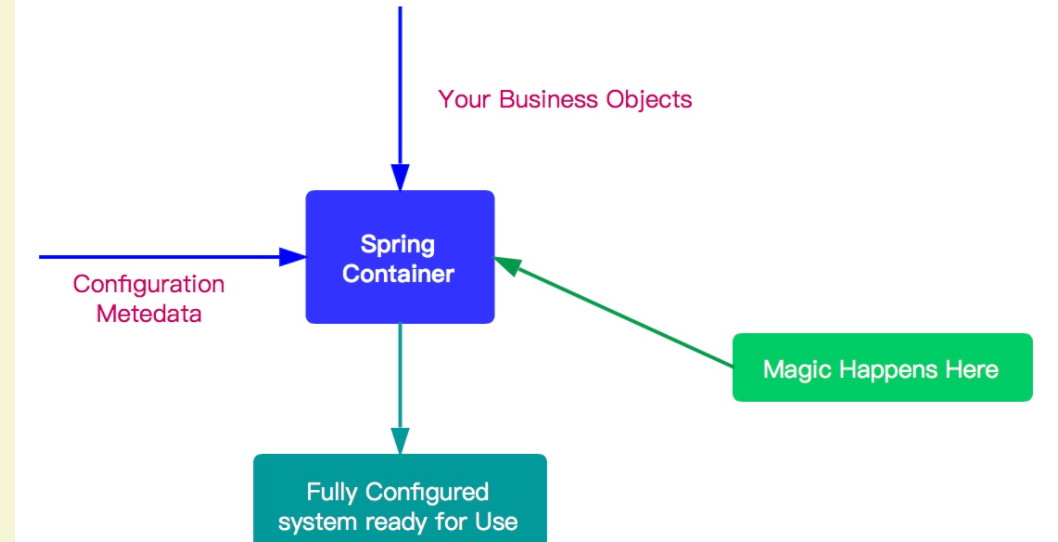 Your Business Objects
Spring
Container
Configuration
Metedata
Magic Happens Here
Fully Configured
system ready for Use